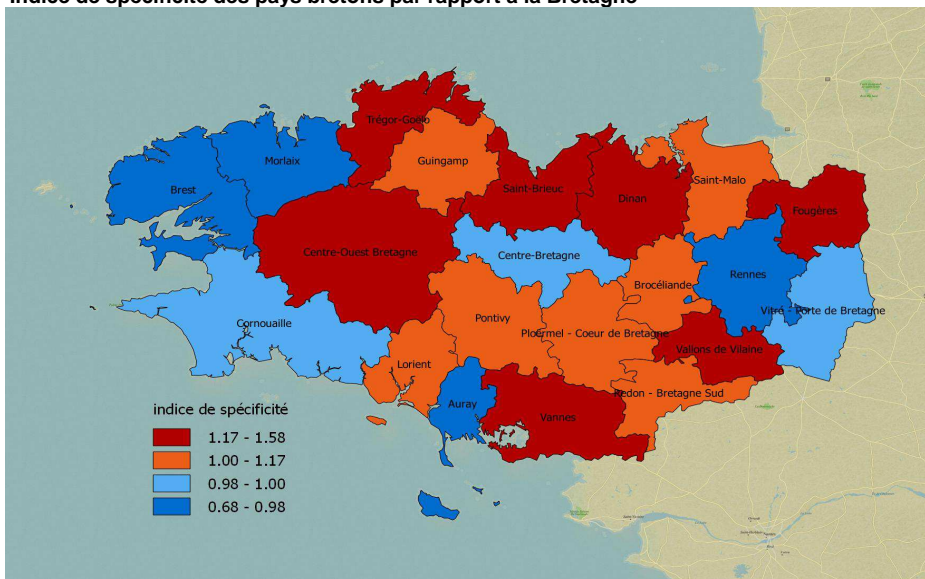 Indice de spécificité des pays bretons par rapport à la Bretagne
Trégor-Goëlo
Guingamp
Morlaix
Brest
Saint-Brieuc
Dinan
Saint-Malo
Fougères
Centre-Ouest Bretagne
Centre-Bretagne
Rennes
Brocéliande
Vitré - Porte de Bretagne
Cornouaille
Pontivy
Ploërmel - Coeur de Bretagne
Vallons de Vilaine
Lorient
Redon - Bretagne Sud
Auray
Vannes
indice de spécificité
1.17 - 1.58
1.00 - 1.17
0.98 - 1.00
0.68 - 0.98